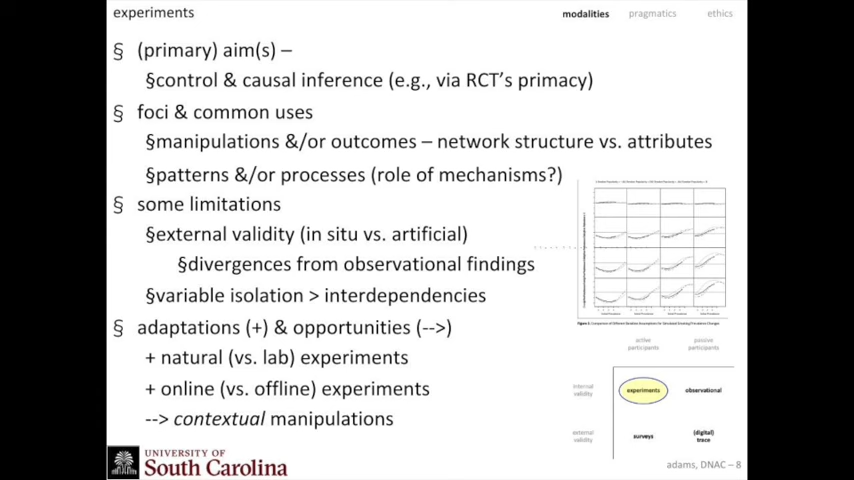 experiments
modalities pragmatics ethics
§ (primary) aim(s) –
§control & causal inference (e.g., via RCT's primacy)
§ foci & common uses
§manipulations &/or outcomes – network structure vs. attributes
§patterns &/or processes (role of mechanisms?)
§ some limitations
§external validity (in situ vs. artificial)
§divergences from observational findings
§variable isolation > interdependencies
§ adaptations (+) & opportunities (-->)
+ natural (vs. lab) experiments
+ online (vs. offline) experiments
--> contextual manipulations
active participants
passive participants
internal validity
experiments
observational
external validity
surveys
(digital) trace
UNIVERSITY OF
South Carolina
adams, DNAC – 8